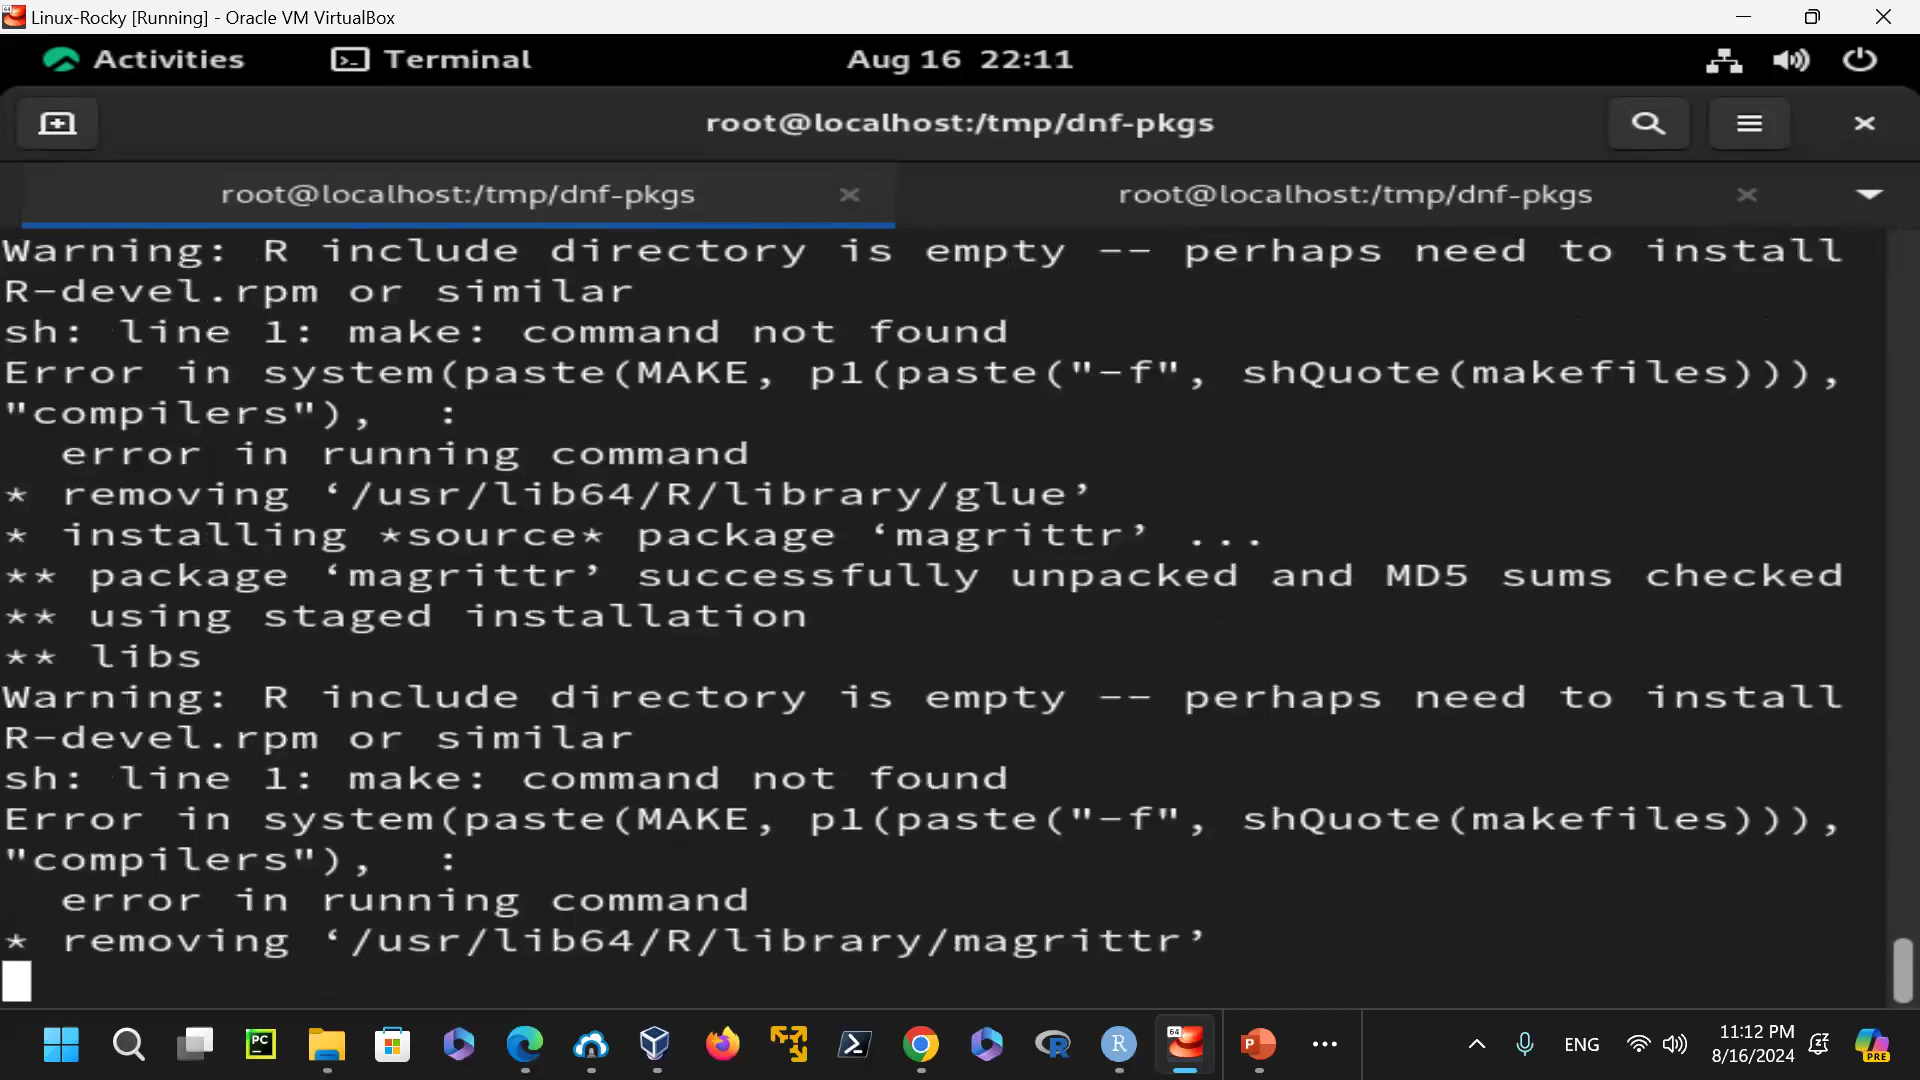 Linux-Rocky [Running] - Oracle VM VirtualBox
Activities
Terminal
Aug 16 22:11
root@localhost:/tmp/dnf-pkgs
root@localhost:/tmp/dnf-pkgs
root@localhost:/tmp/dnf-pkgs
Warning: R include directory is empty -- perhaps need to install
R-devel.rpm or similar
sh: line 1: make: command not found
Error in system(paste(MAKE, p1(paste("-f", shQuote(makefiles))),
"compilers"),  :
  error in running command
* removing ‘/usr/lib64/R/library/glue’
* installing *source* package ‘magrittr’ ...
** package ‘magrittr’ successfully unpacked and MD5 sums checked
** using staged installation
** libs
Warning: R include directory is empty -- perhaps need to install
R-devel.rpm or similar
sh: line 1: make: command not found
Error in system(paste(MAKE, p1(paste("-f", shQuote(makefiles))),
"compilers"),  :
  error in running command
* removing ‘/usr/lib64/R/library/magrittr’
PC
R
R
64
P
ENG
11:12 PM
8/16/2024
PRE